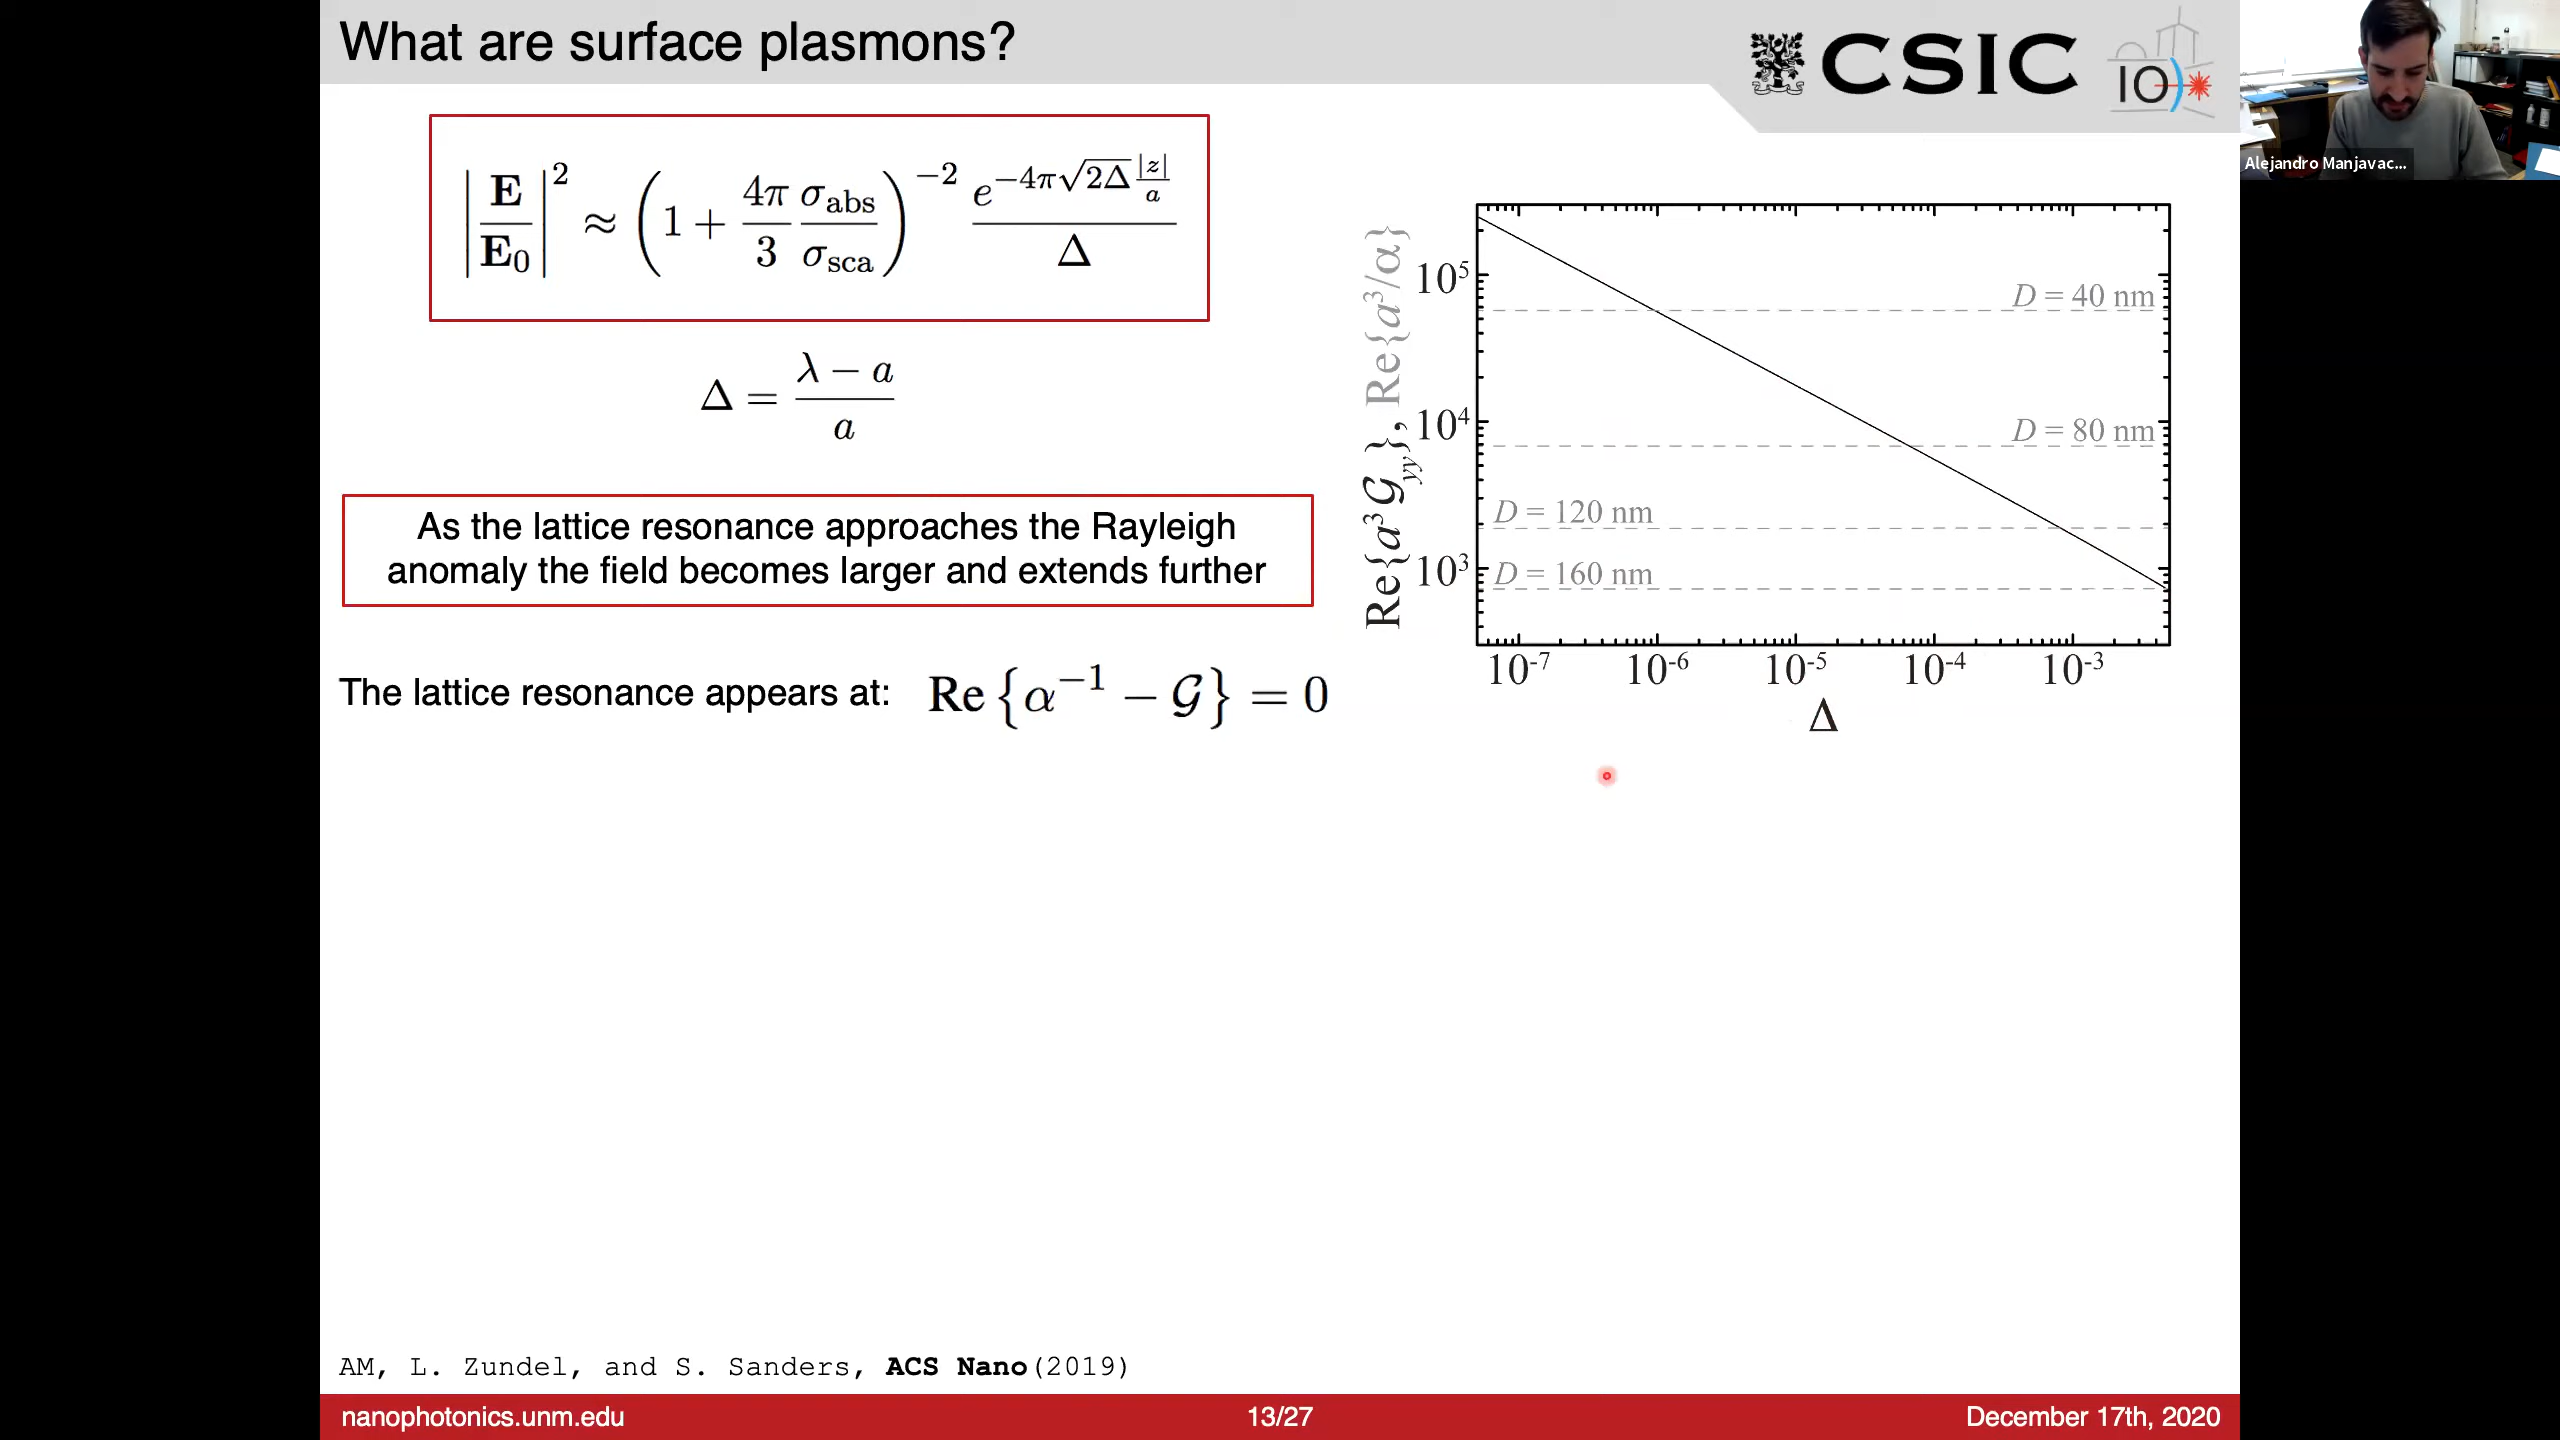 What are surface plasmons?
CSIC
IO
Alejandro Manjavac...
|E/E₀|² ≈ (1 + 4π/3 σabs/σsca)⁻² e^(−4π√(2Δ)|z|/a)/Δ
Δ = (λ − a)/a
As the lattice resonance approaches the Rayleigh
anomaly the field becomes larger and extends further
The lattice resonance appears at: Re {α⁻¹ − 𝒢} = 0
Re{a³𝒢yy}, Re{a³/α}
10⁵
10⁴
10³
D = 40 nm
D = 80 nm
D = 120 nm
D = 160 nm
10⁻⁷ 10⁻⁶ 10⁻⁵ 10⁻⁴ 10⁻³
Δ
AM, L. Zundel, and S. Sanders, ACS Nano(2019)
nanophotonics.unm.edu 13/27 December 17th, 2020